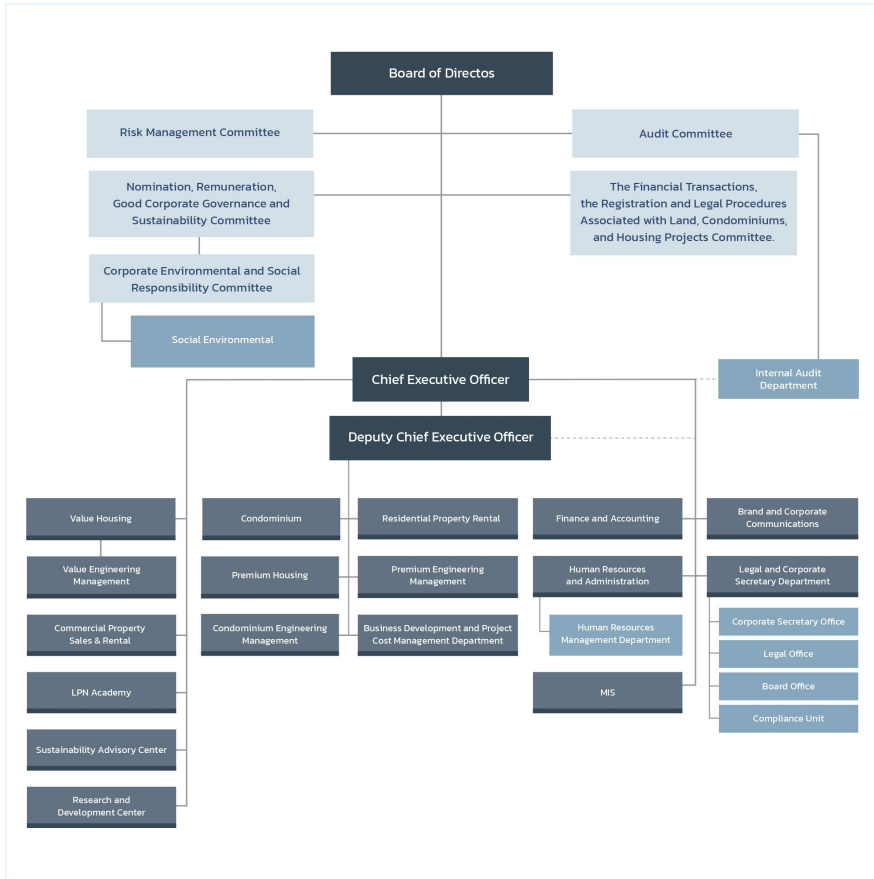 Board of Directos
Risk Management Committee
Audit Committee
Nomination, Remuneration,
Good Corporate Governance and
Sustainability Committee
The Financial Transactions,
the Registration and Legal Procedures
Associated with Land, Condominiums,
and Housing Projects Committee.
Corporate Environmental and Social
Responsibility Committee
Social Environmental
Chief Executive Officer
Internal Audit
Department
Deputy Chief Executive Officer
Value Housing
Condominium
Residential Property Rental
Finance and Accounting
Brand and Corporate
Communications
Value Engineering
Management
Premium Housing
Premium Engineering
Management
Human Resources
and Administration
Legal and Corporate
Secretary Department
Commercial Property
Sales & Rental
Condominium Engineering
Management
Business Development and Project
Cost Management Department
Human Resources
Management Department
Corporate Secretary Office
Legal Office
LPN Academy
MIS
Board Office
Compliance Unit
Sustainability Advisory Center
Research and
Development Center